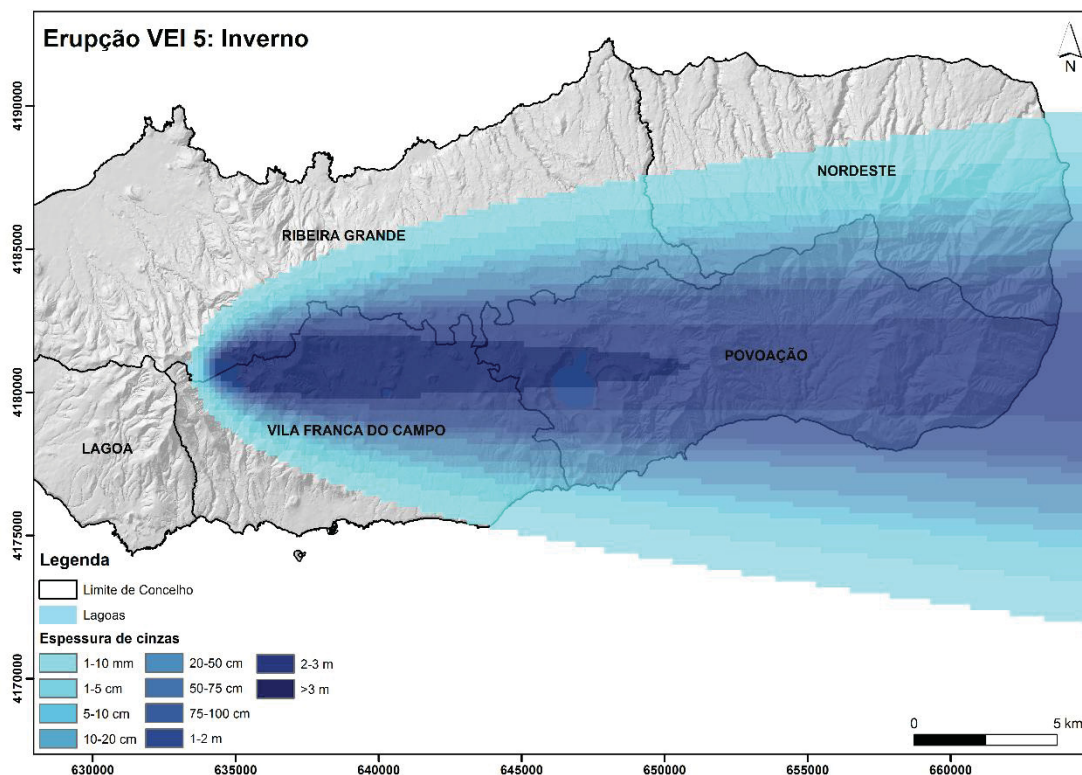 Erupção VEI 5: Inverno
N
4190000
4185000
4180000
4175000
4170000
NORDESTE
RIBEIRA GRANDE
POVOAÇÃO
VILA FRANCA DO CAMPO
LAGOA
Legenda
Limite de Concelho
Lagoas
Espessura de cinzas
1-10 mm
1-5 cm
5-10 cm
10-20 cm
20-50 cm
50-75 cm
75-100 cm
1-2 m
2-3 m
>3 m
0 5 km
630000 635000 640000 645000 650000 655000 660000